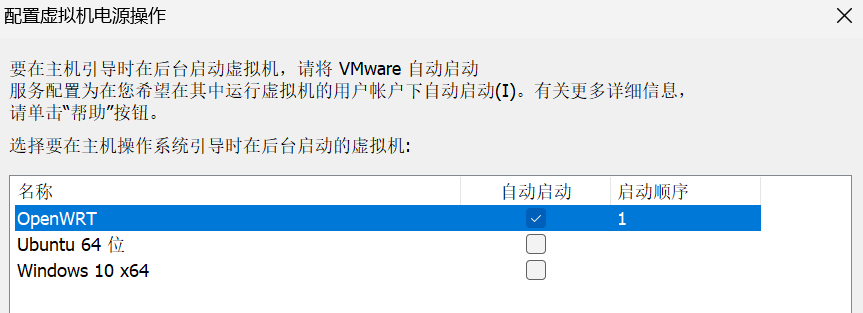 配置虚拟机电源操作
要在主机引导时在后台启动虚拟机，请将 VMware 自动启动
服务配置为在您希望在其中运行虚拟机的用户帐户下自动启动(I)。有关更多详细信息，
请单击“帮助”按钮。
选择要在主机操作系统引导时在后台启动的虚拟机:
名称 自动启动 启动顺序
OpenWRT 1
Ubuntu 64 位
Windows 10 x64